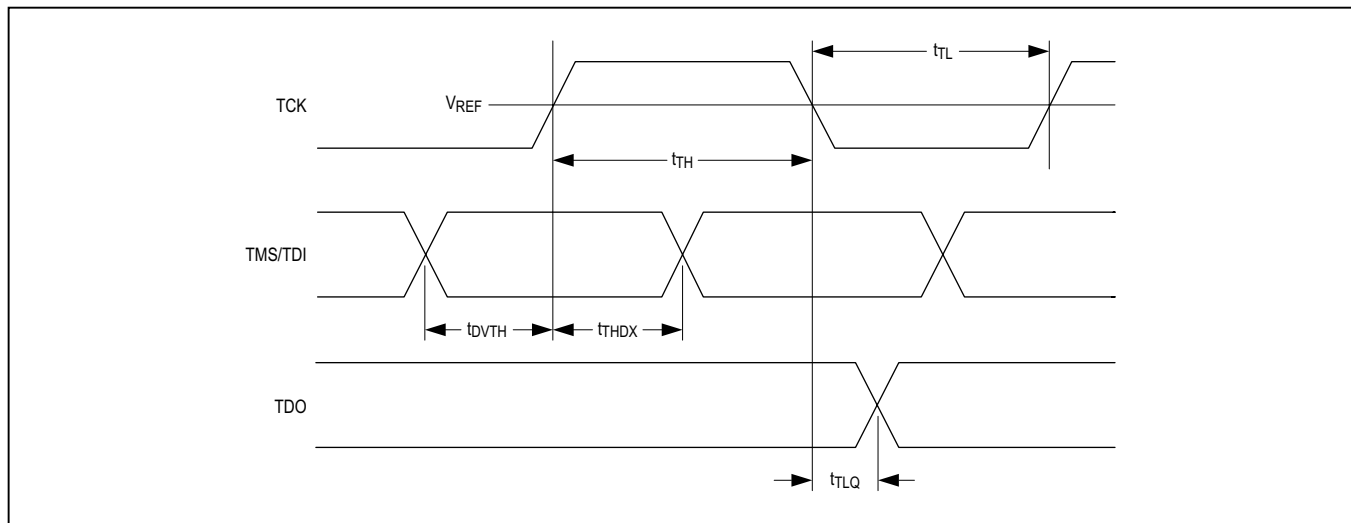 tTL
TCK
VREF
tTH
TMS/TDI
tDVTH
tTHDX
TDO
tTLQ